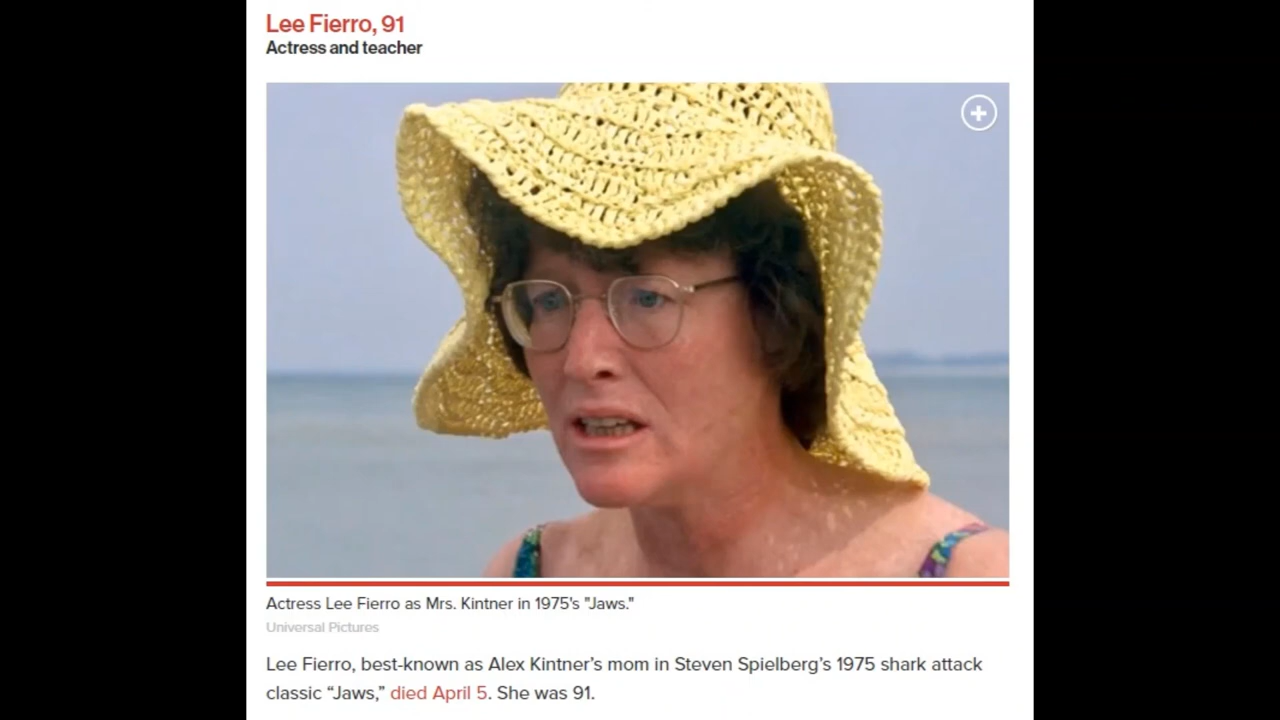 Lee Fierro, 91
Actress and teacher
Actress Lee Fierro as Mrs. Kintner in 1975's "Jaws."
Universal Pictures
Lee Fierro, best-known as Alex Kintner’s mom in Steven Spielberg’s 1975 shark attack
classic “Jaws,” died April 5. She was 91.